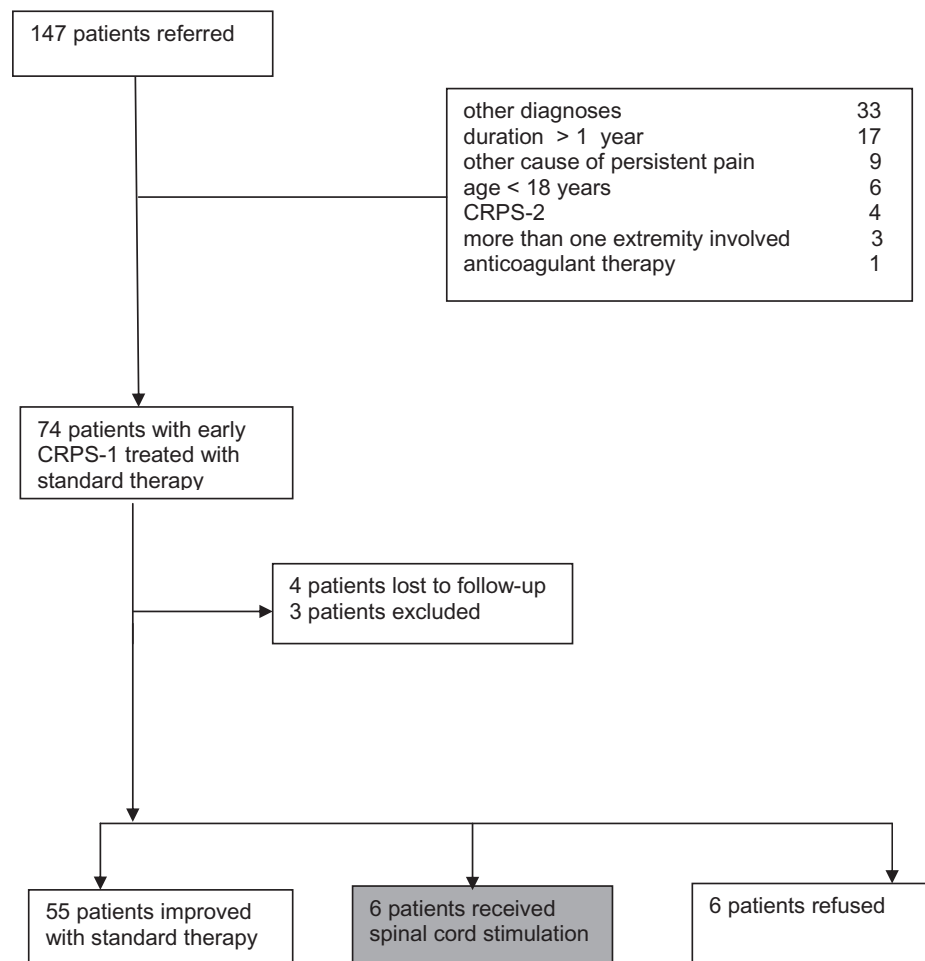 147 patients referred
other diagnoses 33
duration > 1 year 17
other cause of persistent pain 9
age < 18 years 6
CRPS-2 4
more than one extremity involved 3
anticoagulant therapy 1
74 patients with early
CRPS-1 treated with
standard therapy
4 patients lost to follow-up
3 patients excluded
55 patients improved
with standard therapy
6 patients received
spinal cord stimulation
6 patients refused